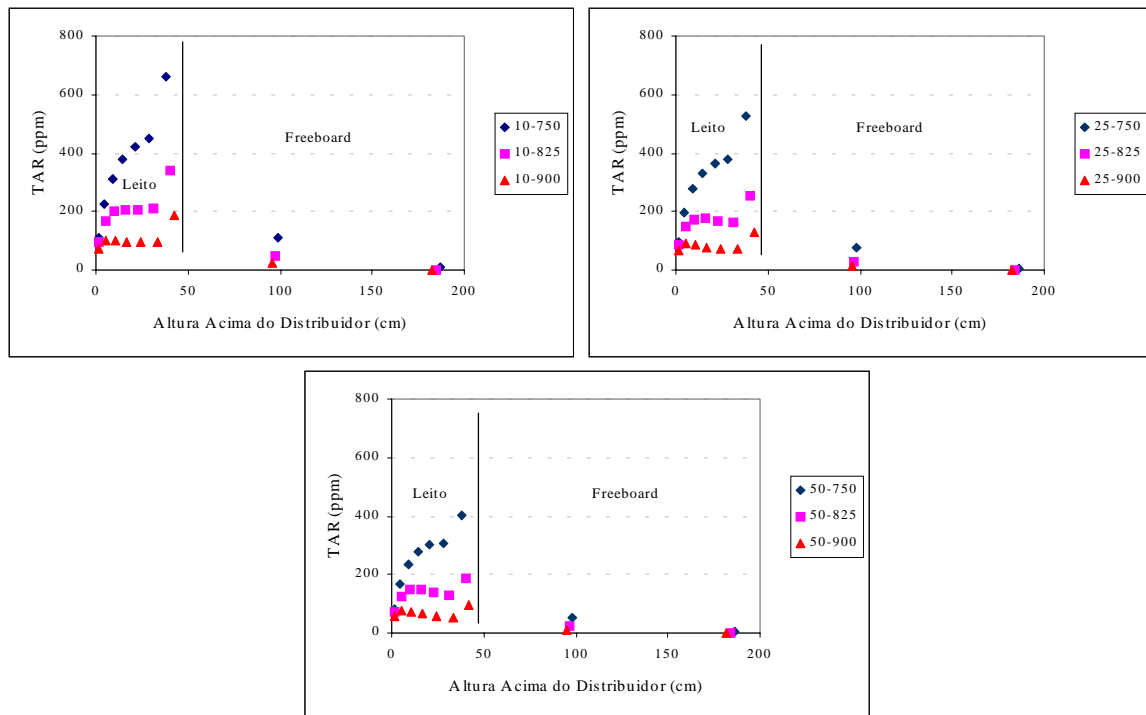 800
600
400
200
0
TAR (ppm)
Leito
Freeboard
0 50 100 150 200
Altura Acima do Distribuidor (cm)
10-750
10-825
10-900
800
600
400
200
0
TAR (ppm)
Leito
Freeboard
0 50 100 150 200
Altura Acima do Distribuidor (cm)
25-750
25-825
25-900
800
600
400
200
0
TAR (ppm)
Leito
Freeboard
0 50 100 150 200
Altura Acima do Distribuidor (cm)
50-750
50-825
50-900